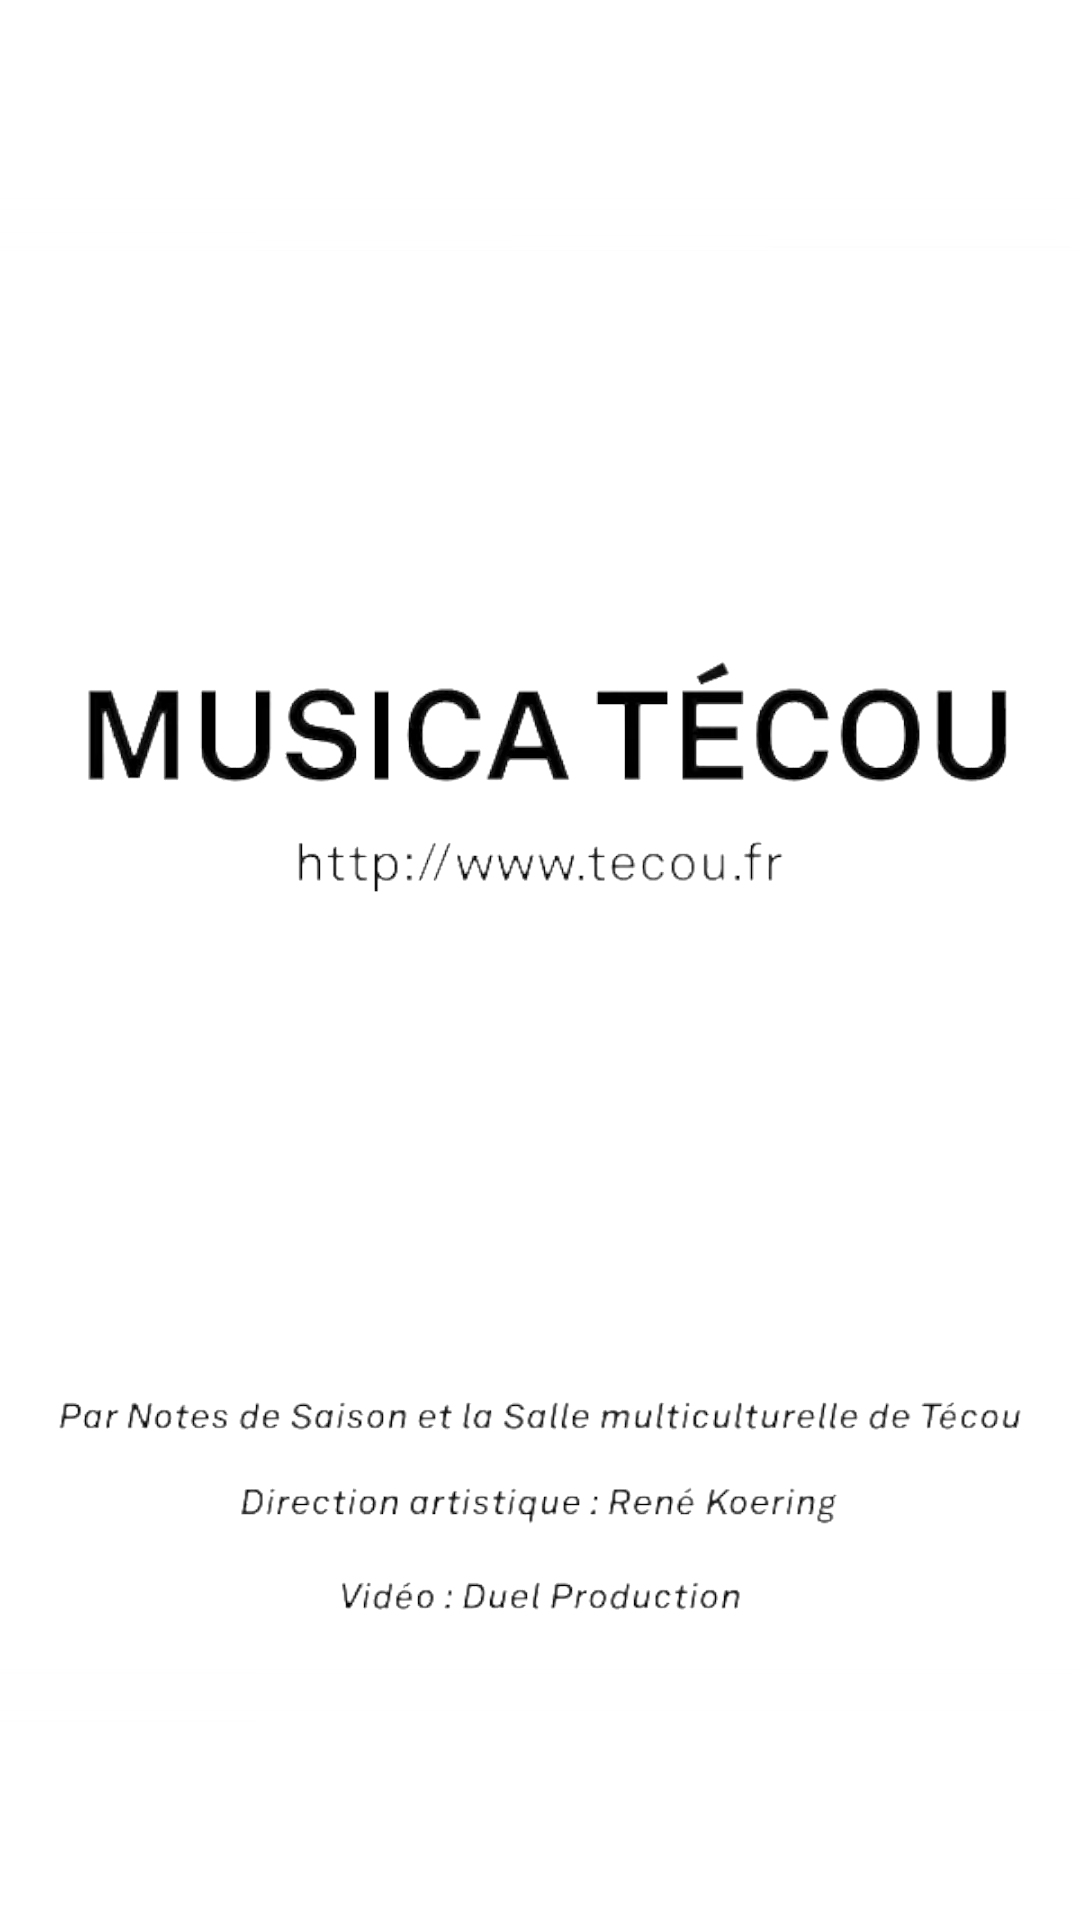 MUSICA TÉCOU
http://www.tecou.fr
Par Notes de Saison et la Salle multiculturelle de Técou
Direction artistique : René Koering
Vidéo : Duel Production